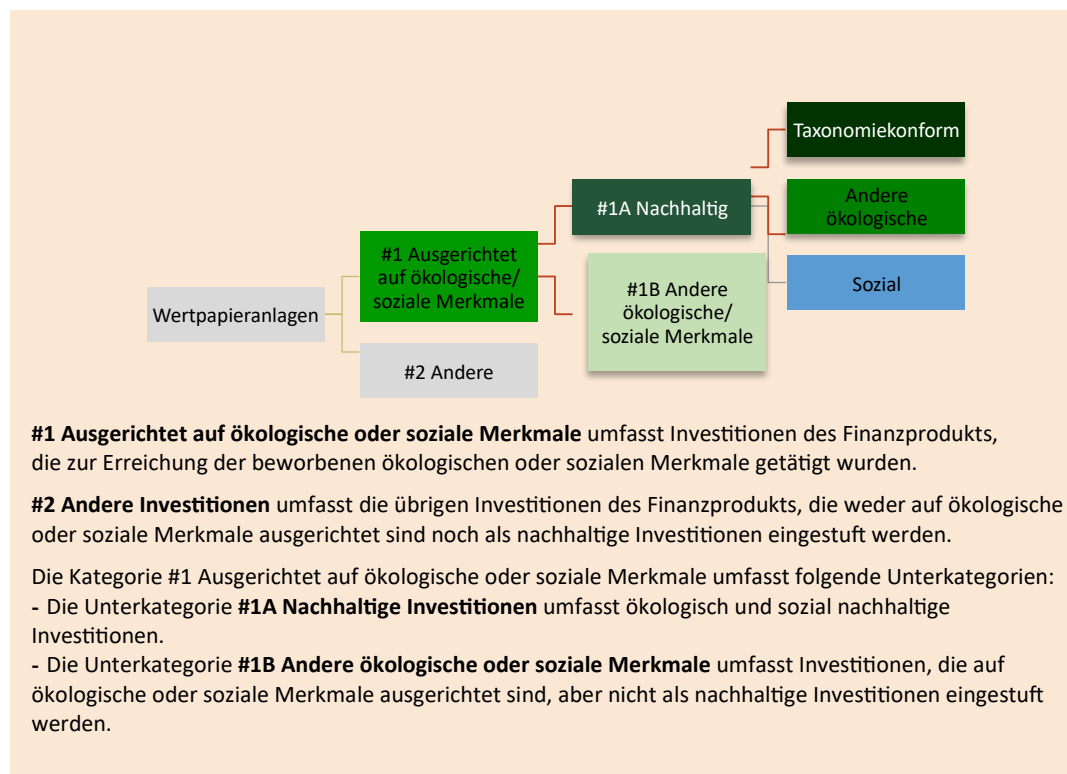 Taxonomiekonform
#1A Nachhaltig
Andere
ökologische
#1 Ausgerichtet
auf ökologische/
soziale Merkmale
#1B Andere
ökologische/
soziale Merkmale
Sozial
Wertpapieranlagen
#2 Andere
#1 Ausgerichtet auf ökologische oder soziale Merkmale umfasst Investitionen des Finanzprodukts,
die zur Erreichung der beworbenen ökologischen oder sozialen Merkmale getätigt wurden.
#2 Andere Investitionen umfasst die übrigen Investitionen des Finanzprodukts, die weder auf ökologische
oder soziale Merkmale ausgerichtet sind noch als nachhaltige Investitionen eingestuft werden.
Die Kategorie #1 Ausgerichtet auf ökologische oder soziale Merkmale umfasst folgende Unterkategorien:
- Die Unterkategorie #1A Nachhaltige Investitionen umfasst ökologisch und sozial nachhaltige
Investitionen.
- Die Unterkategorie #1B Andere ökologische oder soziale Merkmale umfasst Investitionen, die auf
ökologische oder soziale Merkmale ausgerichtet sind, aber nicht als nachhaltige Investitionen eingestuft
werden.